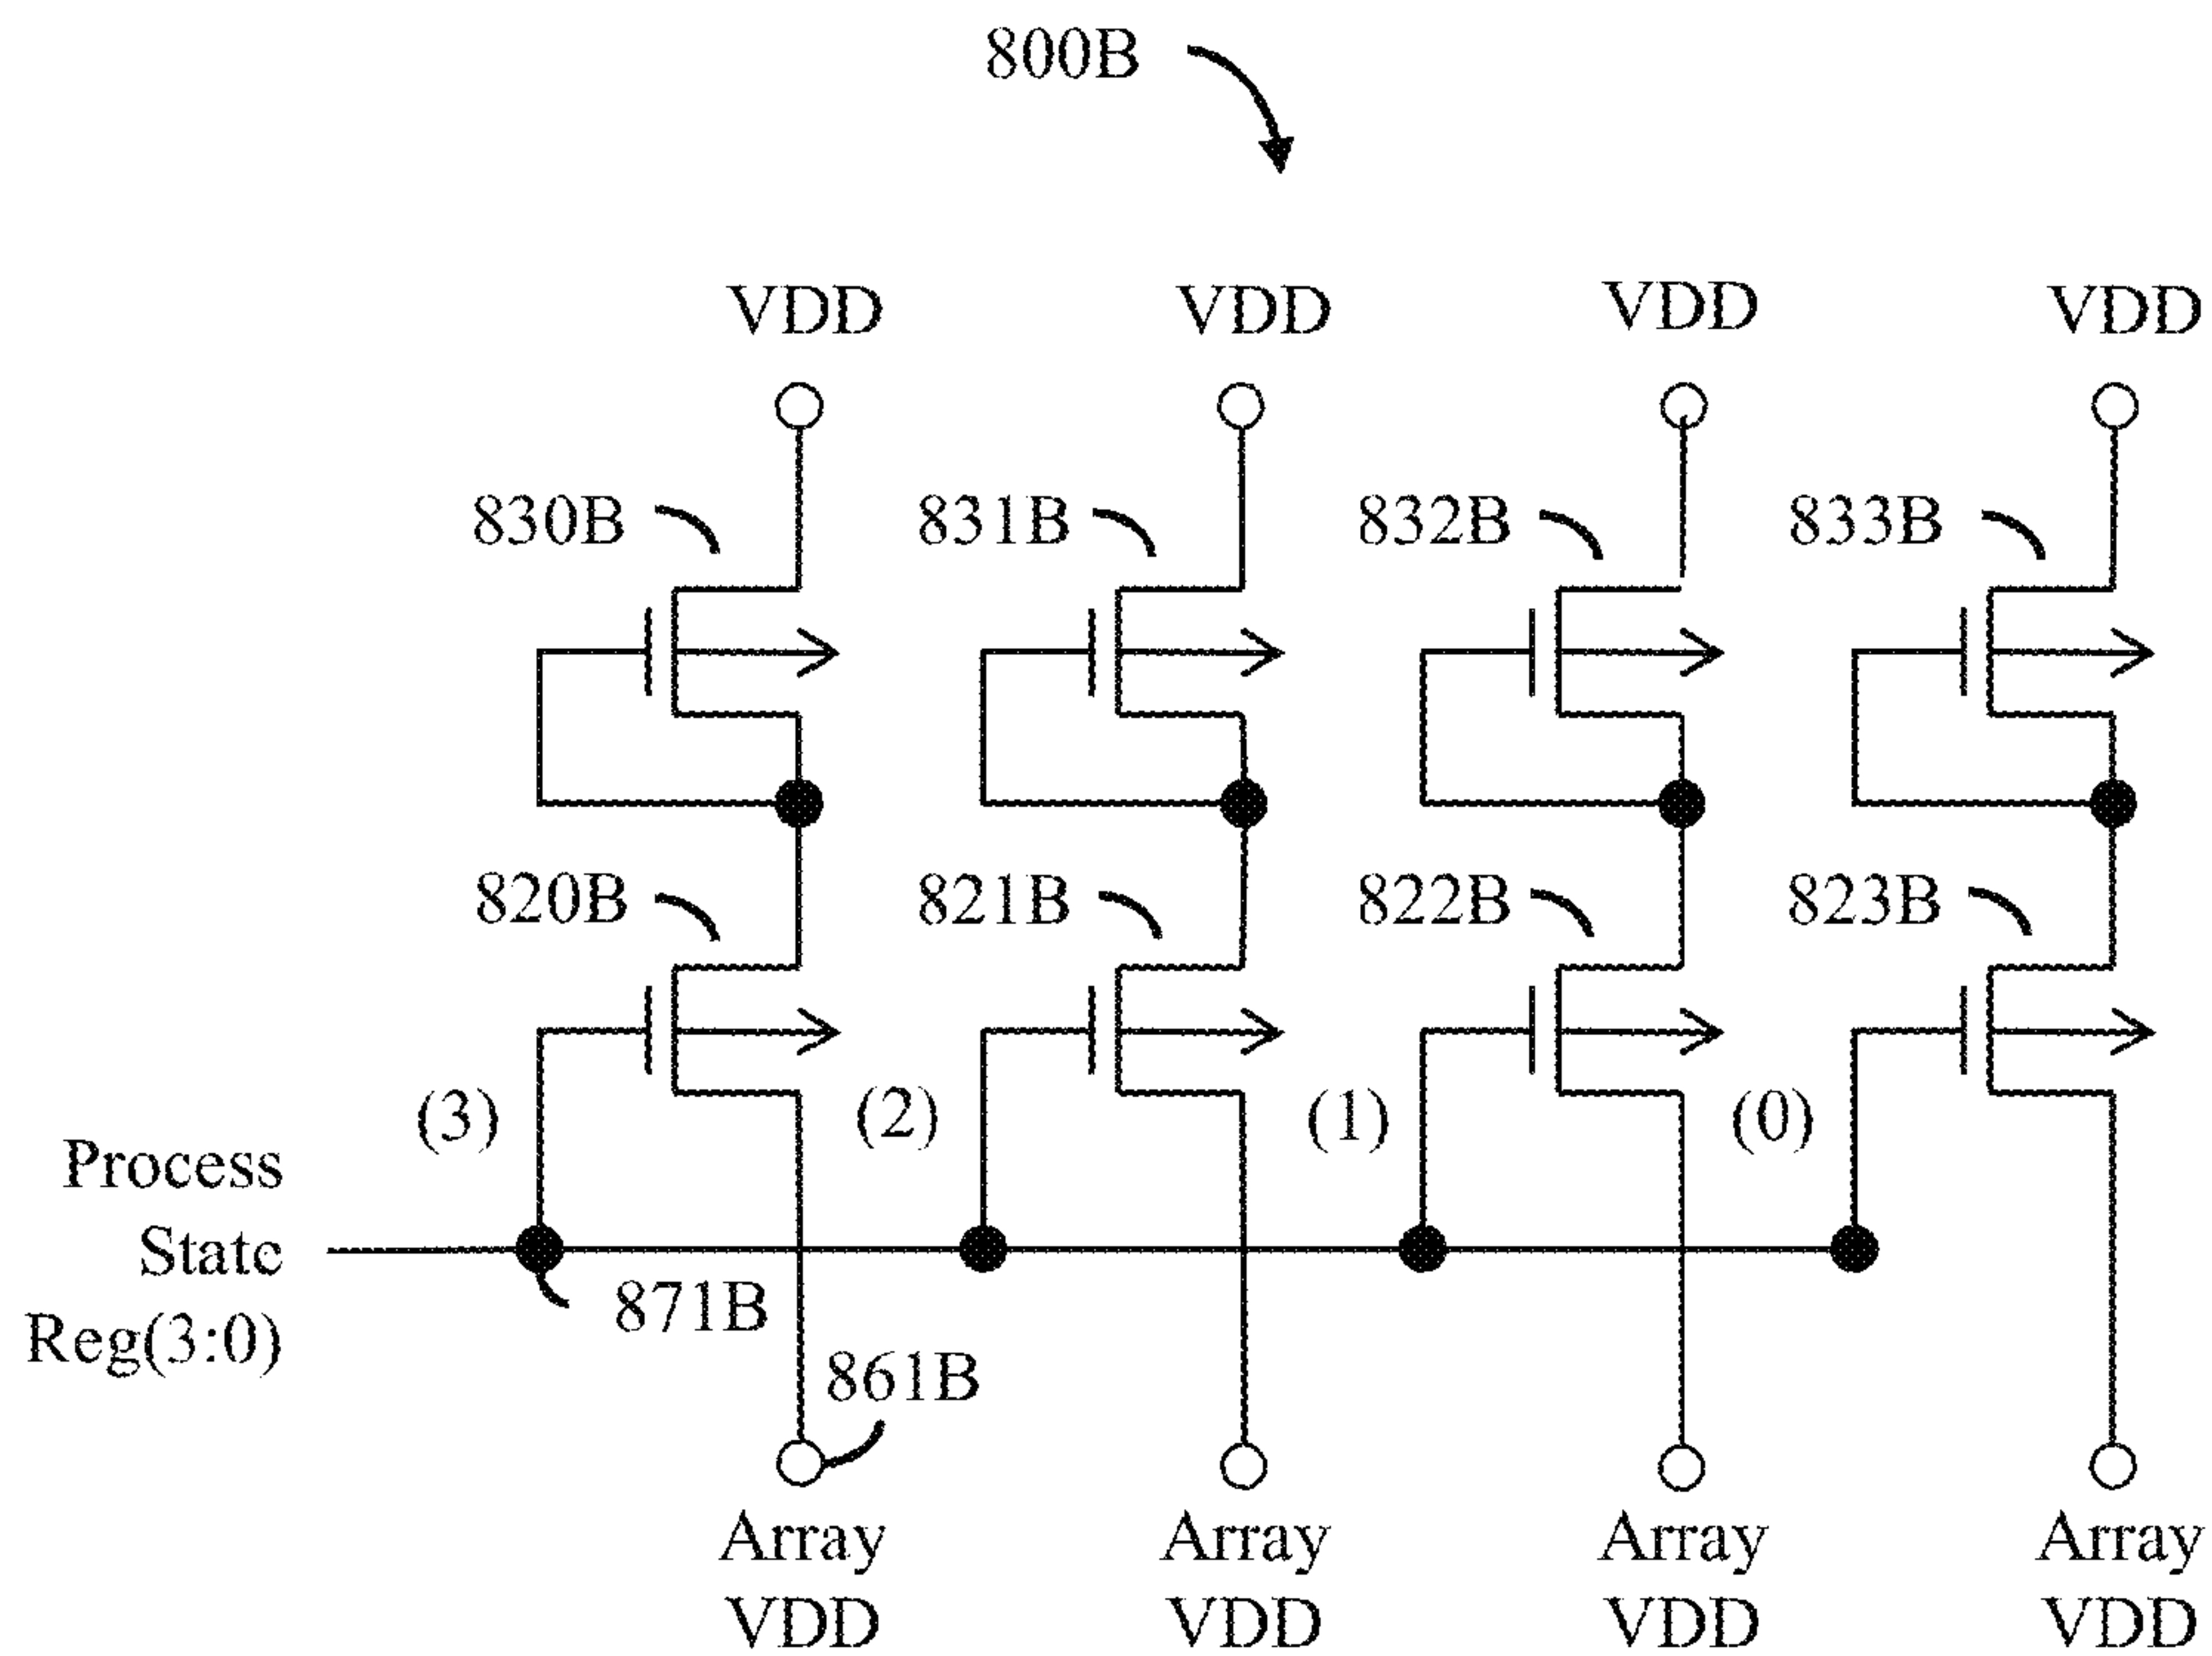 800B
VDD VDD VDD VDD
830B 831B 832B 833B
820B 821B 822B 823B
(3) (2) (1) (0)
Process
State
Reg(3:0)
871B
861B
Array Array Array Array
VDD VDD VDD VDD